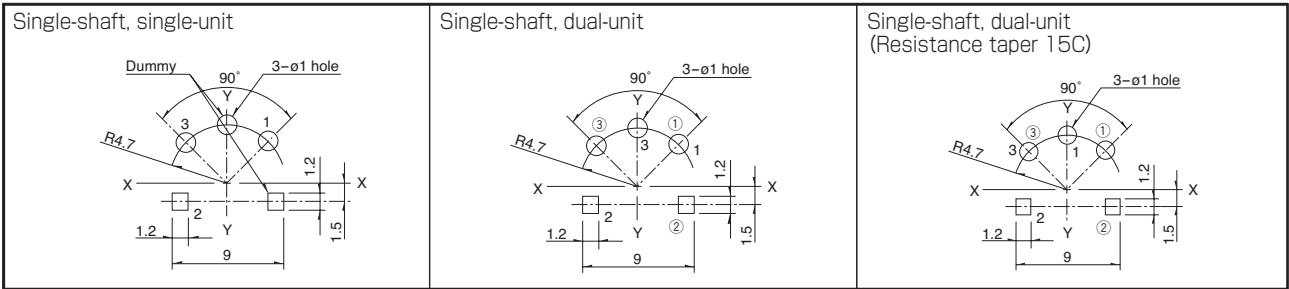 Single-shaft, single-unit
Dummy
3–ø1 hole
90°
Y
3
1
R4.7
X
X
1.2
2
Y
1.2
9
1.5
Single-shaft, dual-unit
3–ø1 hole
90°
Y
③
①
3
1
R4.7
X
X
1.2
2
Y
②
1.2
9
1.5
Single-shaft, dual-unit
(Resistance taper 15C)
3–ø1 hole
90°
Y
③
①
3
1
R4.7
X
X
1.2
2
Y
②
1.2
9
1.5